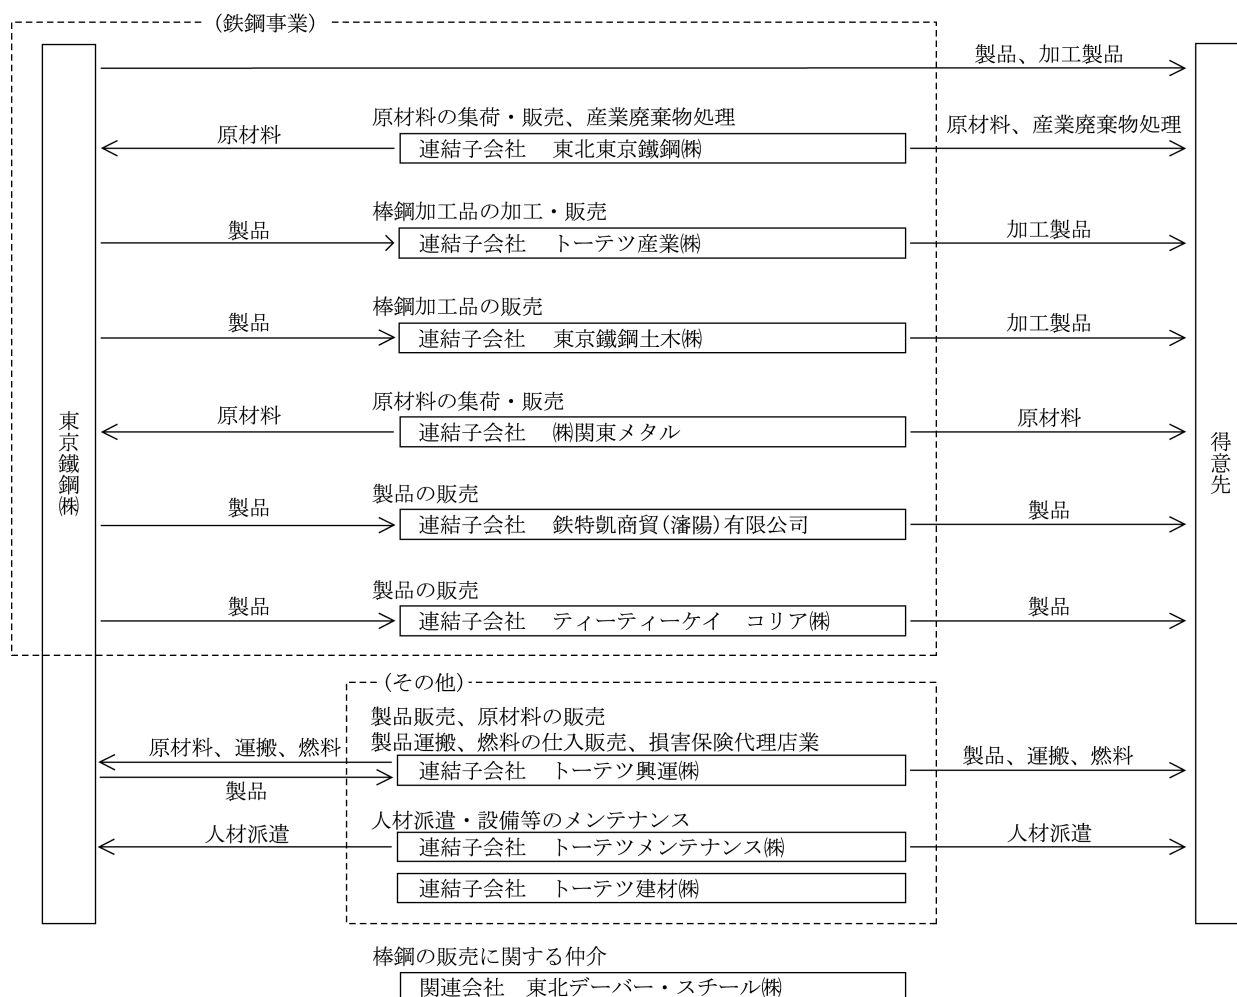 （鉄鋼事業）
製品、加工製品
原材料の集荷・販売、産業廃棄物処理
原材料
連結子会社　東北東京鐵鋼㈱
原材料、産業廃棄物処理
棒鋼加工品の加工・販売
製品
連結子会社　トーテツ産業㈱
加工製品
棒鋼加工品の販売
製品
連結子会社　東京鐵鋼土木㈱
加工製品
原材料の集荷・販売
原材料
連結子会社　㈱関東メタル
原材料
東京鐵鋼㈱
得意先
製品の販売
製品
連結子会社　鉄特凱商貿(瀋陽)有限公司
製品
製品の販売
製品
連結子会社　ティーティーケイ　コリア㈱
製品
（その他）
製品販売、原材料の販売
製品運搬、燃料の仕入販売、損害保険代理店業
原材料、運搬、燃料
連結子会社　トーテツ興運㈱
製品、運搬、燃料
製品
人材派遣・設備等のメンテナンス
人材派遣
連結子会社　トーテツメンテナンス㈱
人材派遣
連結子会社　トーテツ建材㈱
棒鋼の販売に関する仲介
関連会社　東北デーバー・スチール㈱